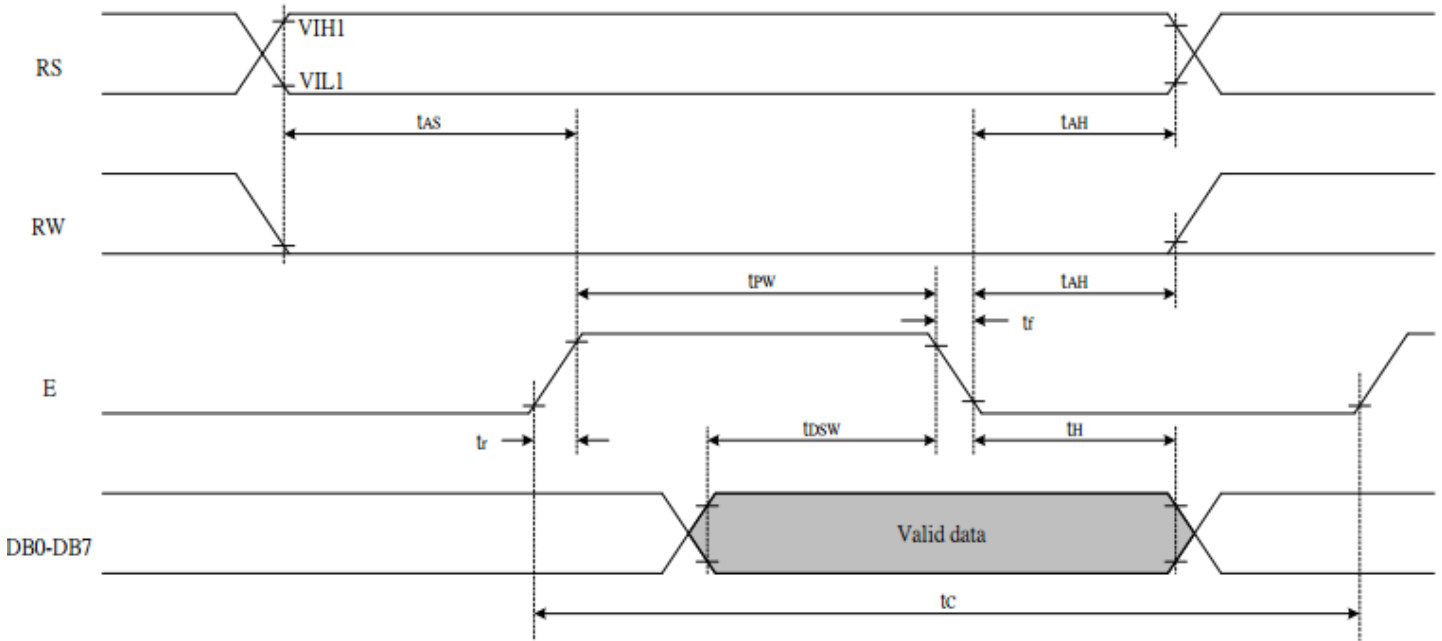 RS
VIH1
VIL1
tAS
tAH
RW
tPW
tAH
tf
E
tr
tDSW
tH
DB0-DB7
Valid data
tC